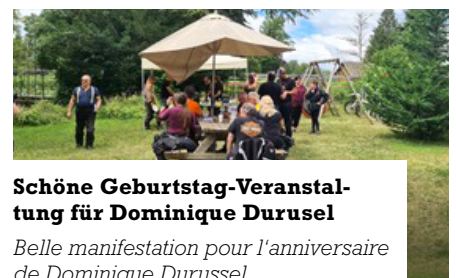 Schöne Geburtstag-Veranstal-
tung für Dominique Durusel
Belle manifestation pour l'anniversaire
de Dominique Durussel